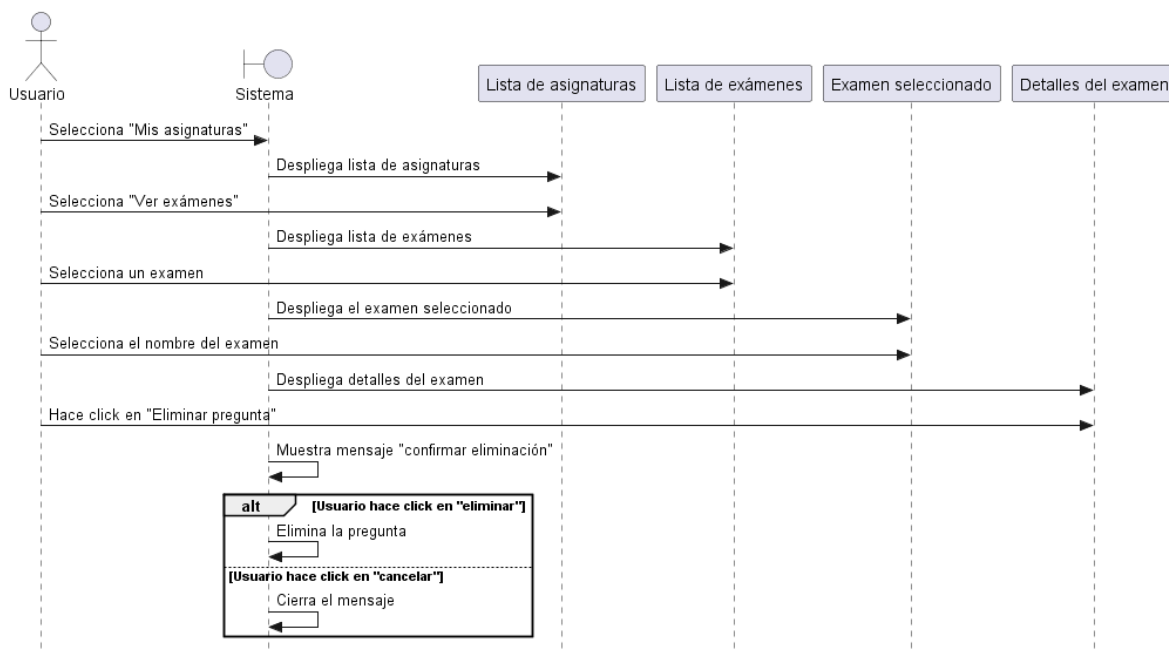 Usuario
Sistema
Lista de asignaturas
Lista de exámenes
Examen seleccionado
Detalles del examen
Selecciona "Mis asignaturas"
Despliega lista de asignaturas
Selecciona "Ver exámenes"
Despliega lista de exámenes
Selecciona un examen
Despliega el examen seleccionado
Selecciona el nombre del examen
Despliega detalles del examen
Hace click en "Eliminar pregunta"
Muestra mensaje "confirmar eliminación"
alt [Usuario hace click en "eliminar"]
Elimina la pregunta
[Usuario hace click en "cancelar"]
Cierra el mensaje